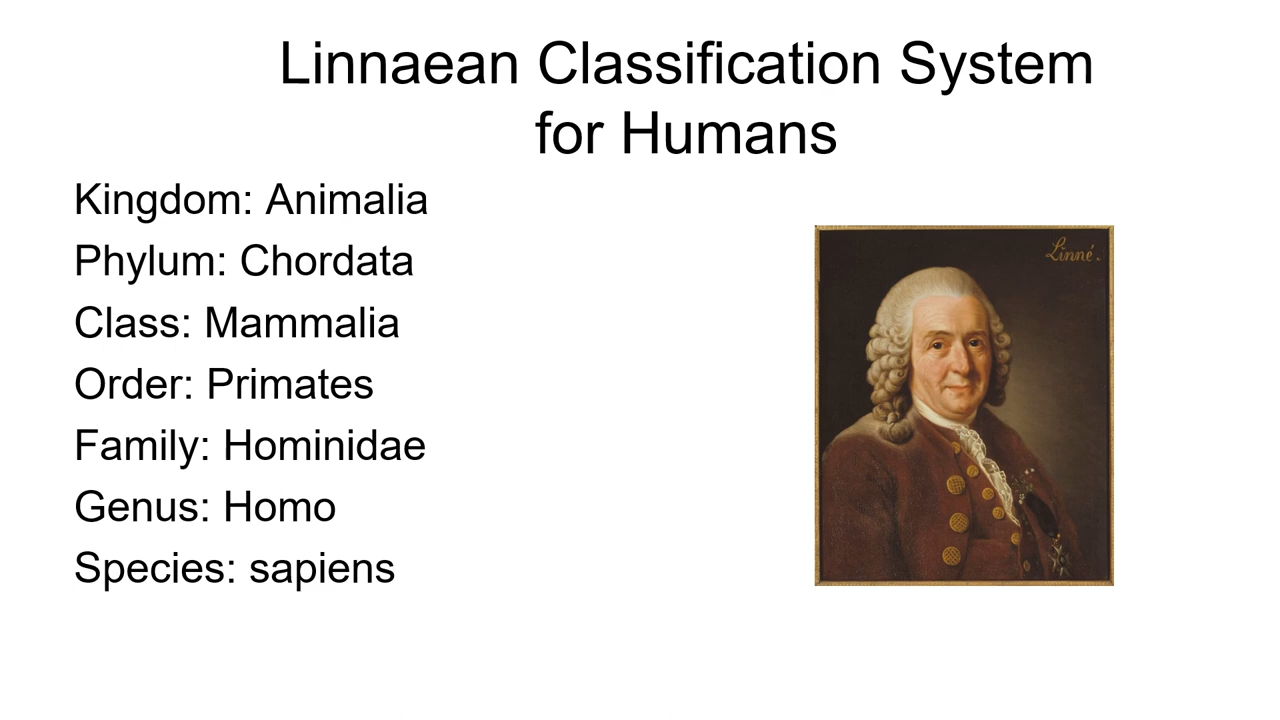 Linnaean Classification System
for Humans
Kingdom: Animalia
Phylum: Chordata
Class: Mammalia
Order: Primates
Family: Hominidae
Genus: Homo
Species: sapiens
Linné.